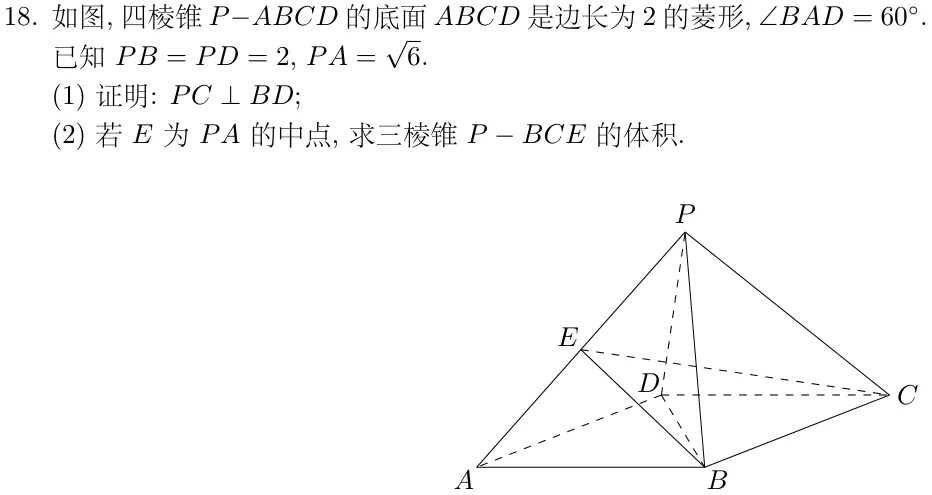 18. 如图, 四棱锥 P−ABCD 的底面 ABCD 是边长为 2 的菱形, ∠BAD = 60°.
已知 PB = PD = 2, PA = √6.
(1) 证明: PC ⊥ BD;
(2) 若 E 为 PA 的中点, 求三棱锥 P − BCE 的体积.
P
E
D
C
A
B